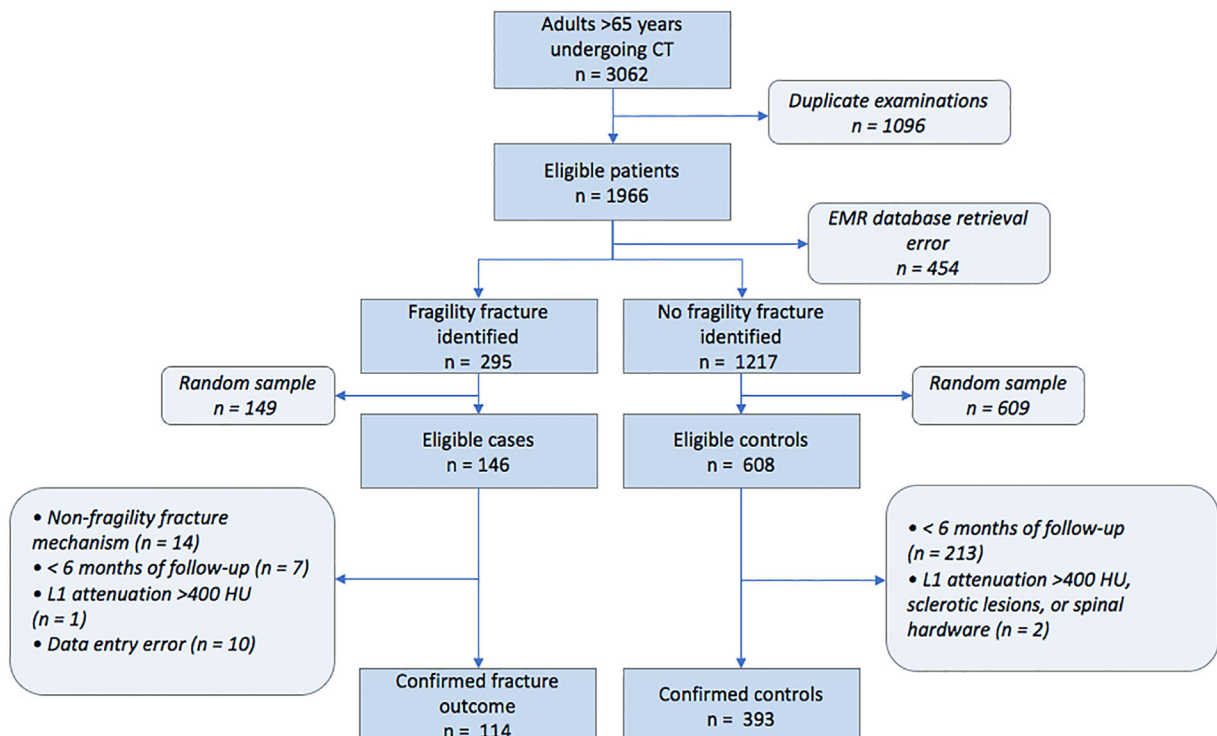 Adults >65 years
undergoing CT
n = 3062
Duplicate examinations
n = 1096
Eligible patients
n = 1966
EMR database retrieval
error
n = 454
Fragility fracture
identified
n = 295
No fragility fracture
identified
n = 1217
Random sample
n = 149
Random sample
n = 609
Eligible cases
n = 146
Eligible controls
n = 608
• Non-fragility fracture
mechanism (n = 14)
• < 6 months of follow-up (n = 7)
• L1 attenuation >400 HU
(n = 1)
• Data entry error (n = 10)
• < 6 months of follow-up
(n = 213)
• L1 attenuation >400 HU,
sclerotic lesions, or spinal
hardware (n = 2)
Confirmed fracture
outcome
n = 114
Confirmed controls
n = 393